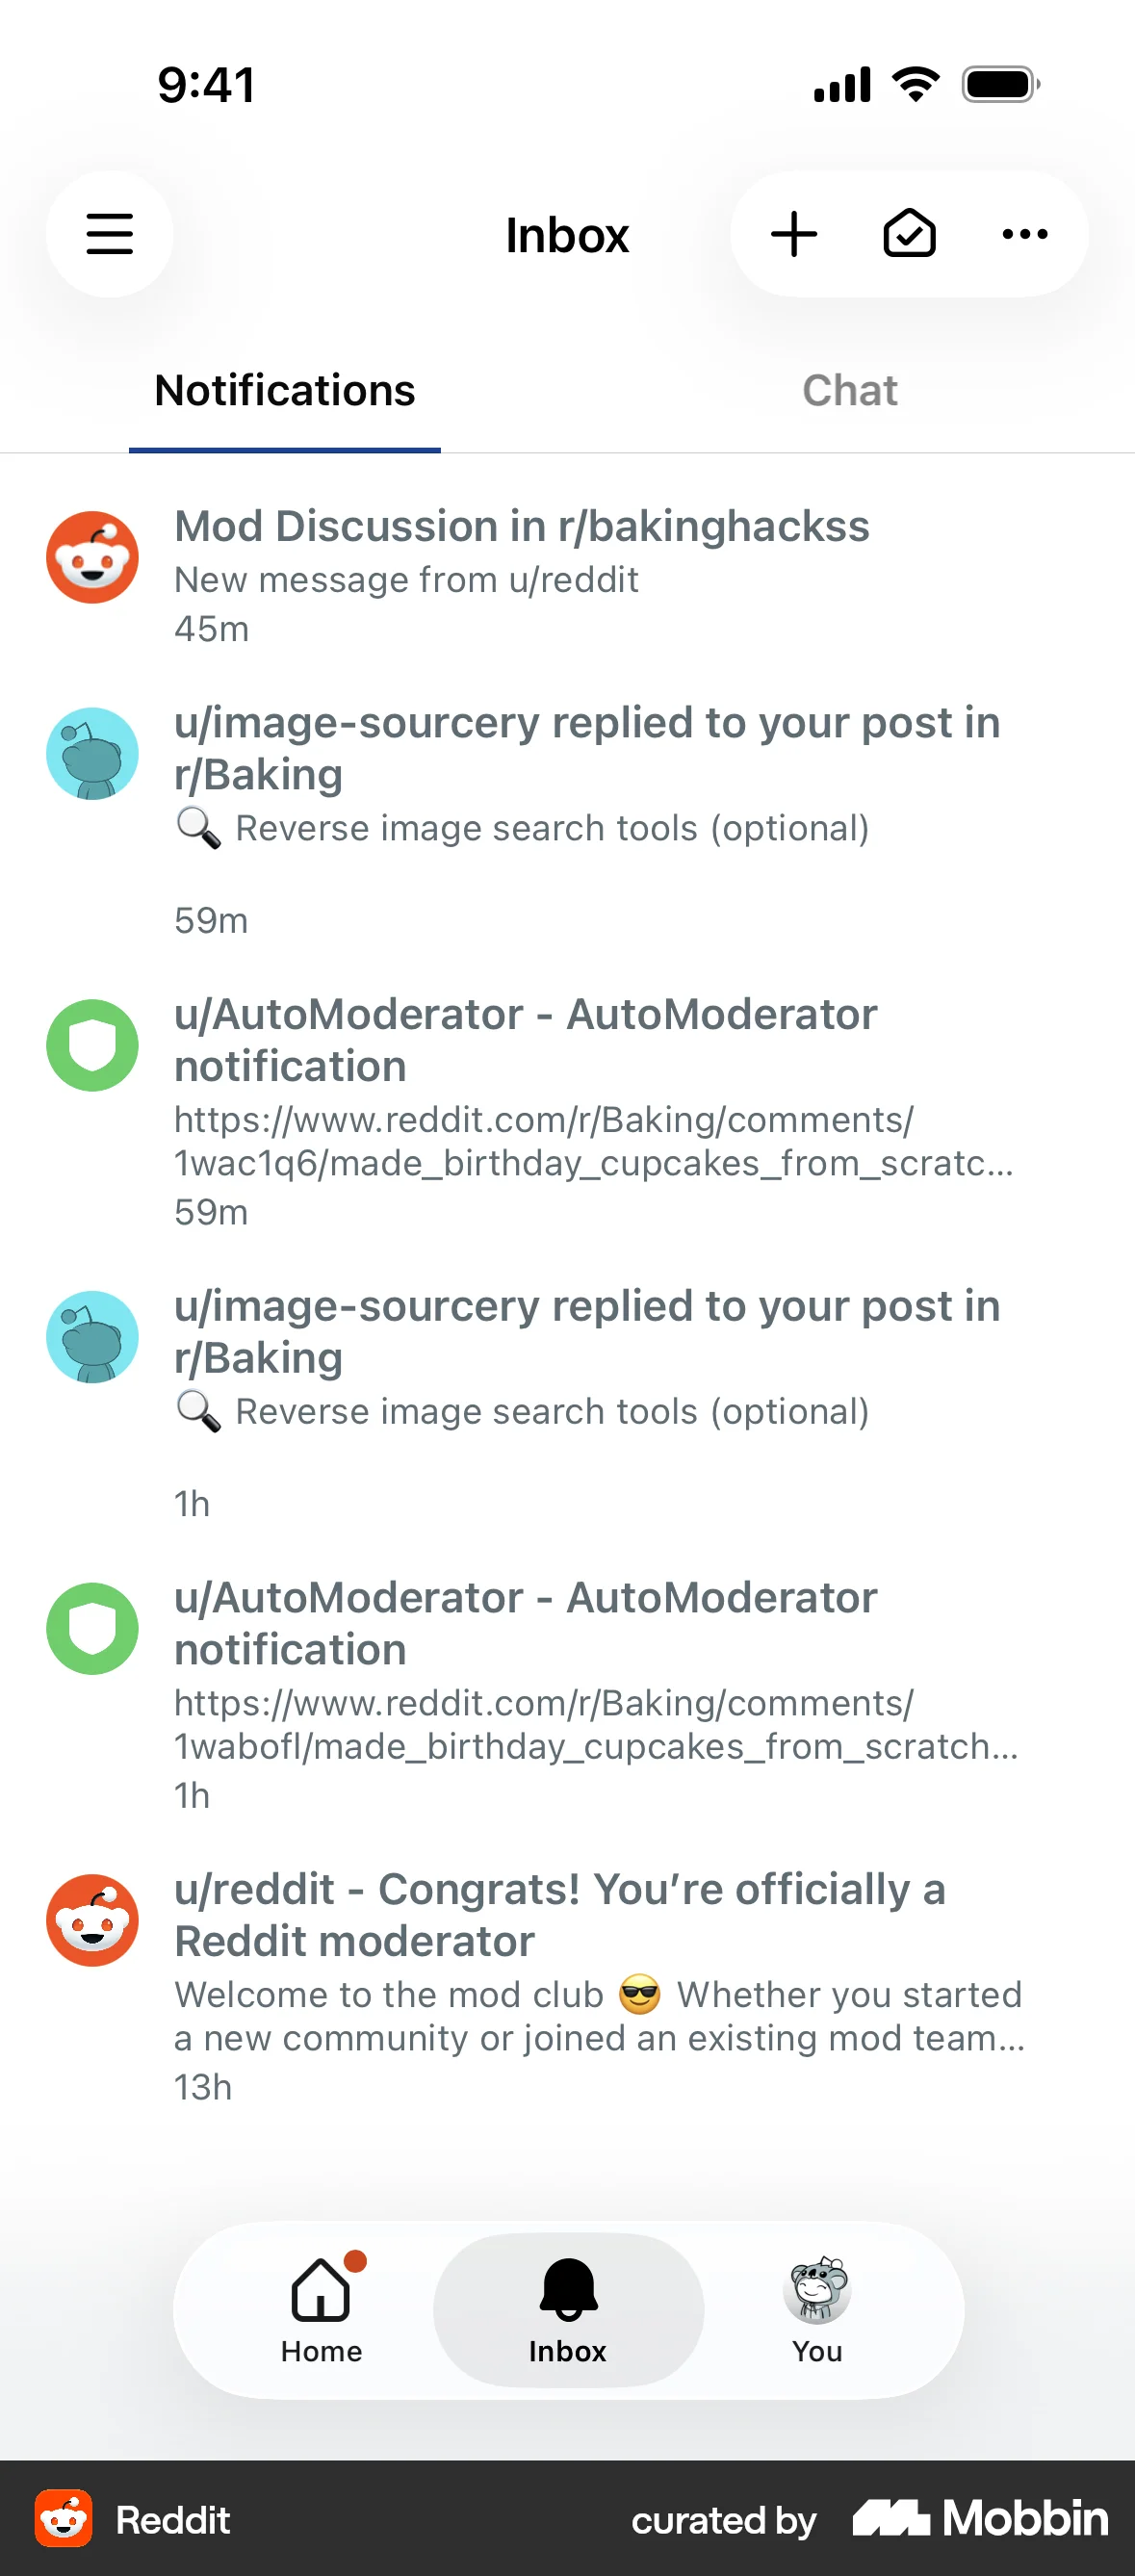 9:41
Inbox
Notifications
Chat
Mod Discussion in r/bakinghackss
New message from u/reddit
45m
u/image-sourcery replied to your post in
r/Baking
🔍 Reverse image search tools (optional)
59m
u/AutoModerator - AutoModerator
notification
https://www.reddit.com/r/Baking/comments/
1wac1q6/made_birthday_cupcakes_from_scratc...
59m
u/image-sourcery replied to your post in
r/Baking
🔍 Reverse image search tools (optional)
1h
u/AutoModerator - AutoModerator
notification
https://www.reddit.com/r/Baking/comments/
1wabofl/made_birthday_cupcakes_from_scratch...
1h
u/reddit - Congrats! You’re officially a
Reddit moderator
Welcome to the mod club 😎 Whether you started
a new community or joined an existing mod team...
13h
Home
Inbox
You
Reddit
curated by Mobbin